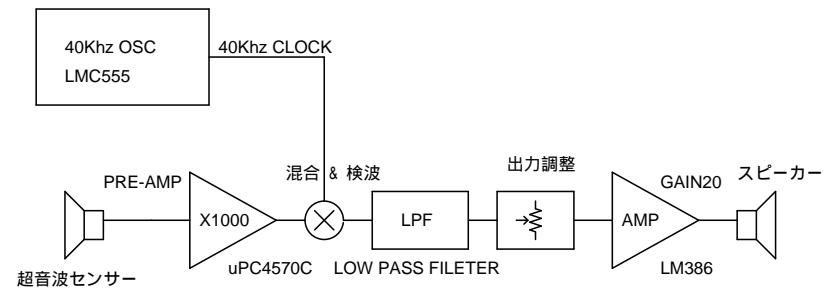 40Khz OSC
LMC555
40Khz CLOCK
混合 & 検波
出力調整
PRE-AMP
GAIN20
スピーカー
X1000
LPF
AMP
超音波センサー
uPC4570C
LOW PASS FILETER
LM386